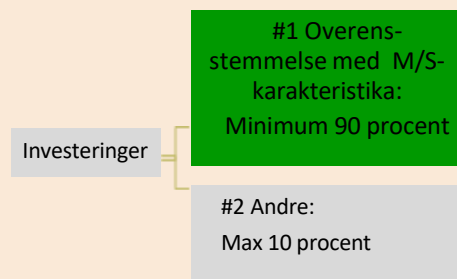 #1 Overens-
stemmelse med M/S-
karakteristika:
Minimum 90 procent
Investeringer
#2 Andre:
Max 10 procent